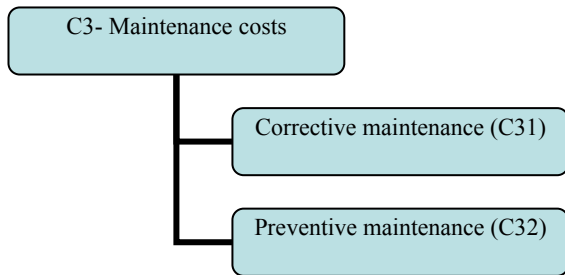 C3- Maintenance costs
Corrective maintenance (C31)
Preventive maintenance (C32)